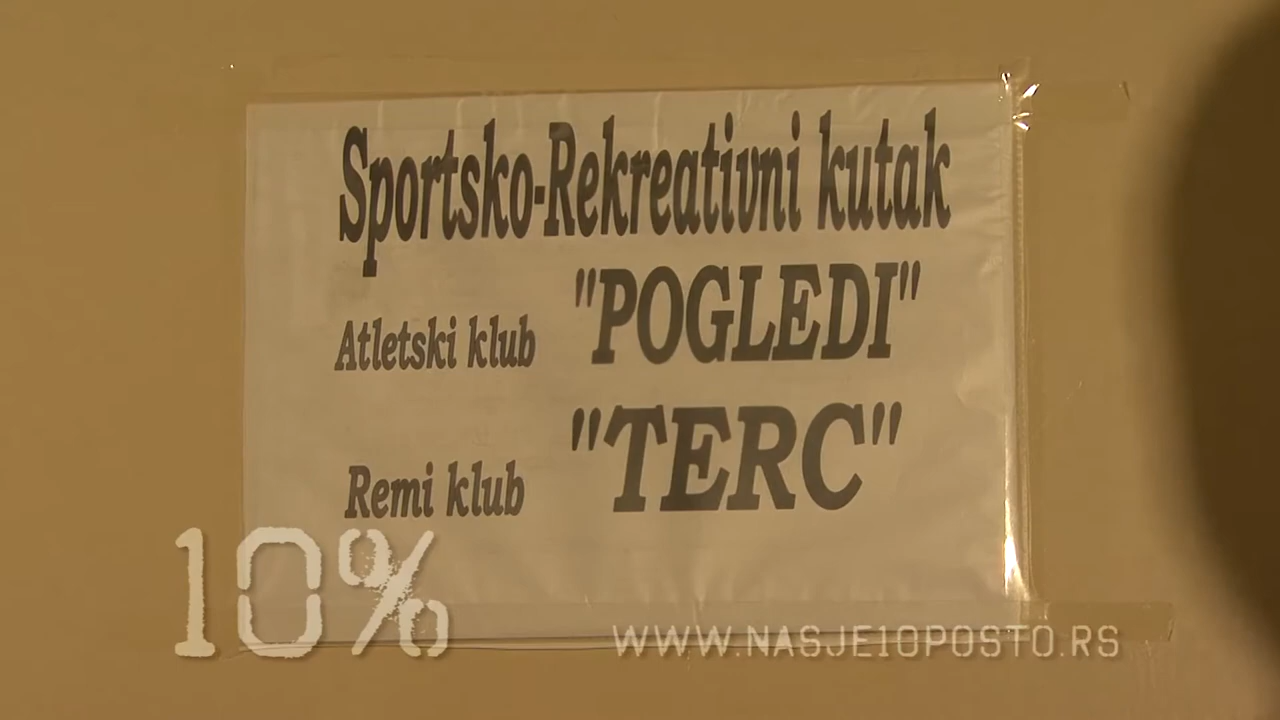 Sportsko-Rekreativni kutak
Atletski klub "POGLEDI"
Remi klub "TERC"
10%
WWW.NASJE10POSTO.RS